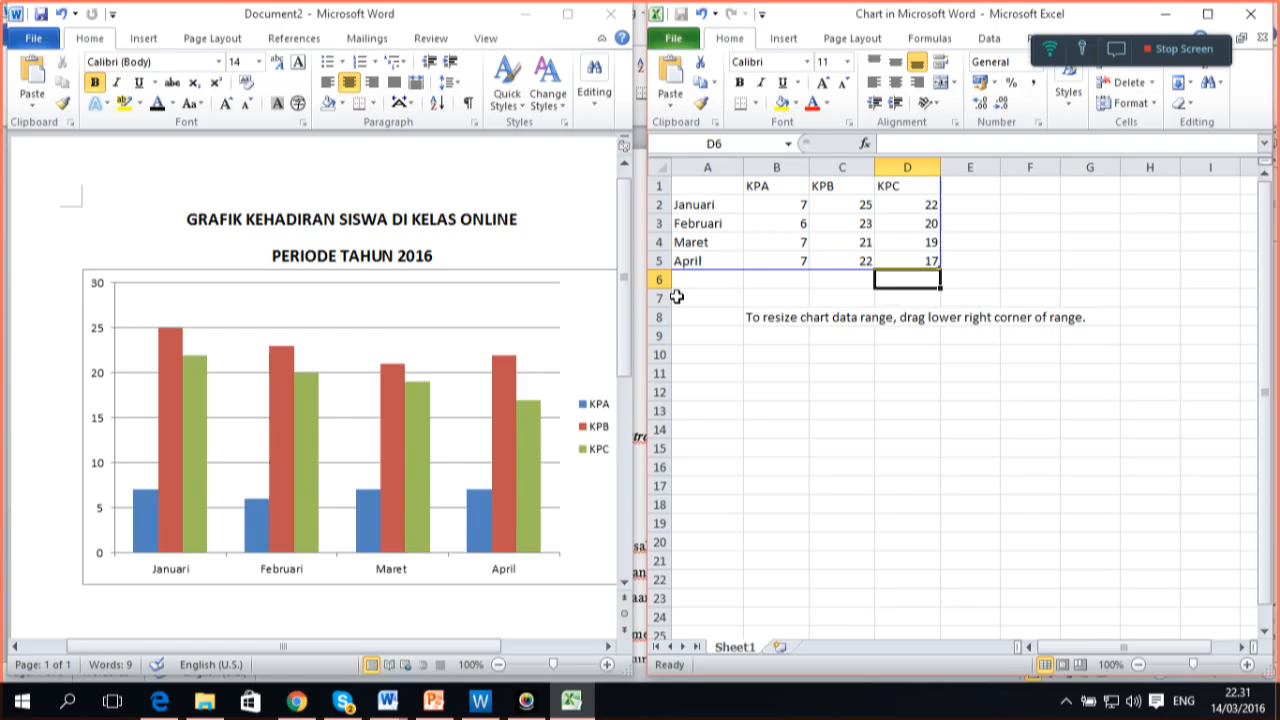 Document2 - Microsoft Word
File Home Insert Page Layout References Mailings Review View
Calibri (Body) 14
Paste
Quick Styles
Change Styles
Editing
Clipboard Font Paragraph Styles
GRAFIK KEHADIRAN SISWA DI KELAS ONLINE
PERIODE TAHUN 2016
30
25
20
15
10
5
0
Januari Februari Maret April
KPA
KPB
KPC
Page: 1 of 1 Words: 9 English (U.S.) 100%
Chart in Microsoft Word - Microsoft Excel
File Home Insert Page Layout Formulas Data
Stop Screen
Calibri 11 General
Paste
Styles
Delete
Format
Clipboard Font Alignment Number Cells Editing
D6 fx
A B C D E F G H I
1 KPA KPB KPC
2 Januari 7 25 22
3 Februari 6 23 20
4 Maret 7 21 19
5 April 7 22 17
6
7
8 To resize chart data range, drag lower right corner of range.
9
10
11
12
13
14
15
16
17
18
19
20
21
22
23
24
25
Sheet1
Ready 100%
ENG
22.31
14/03/2016